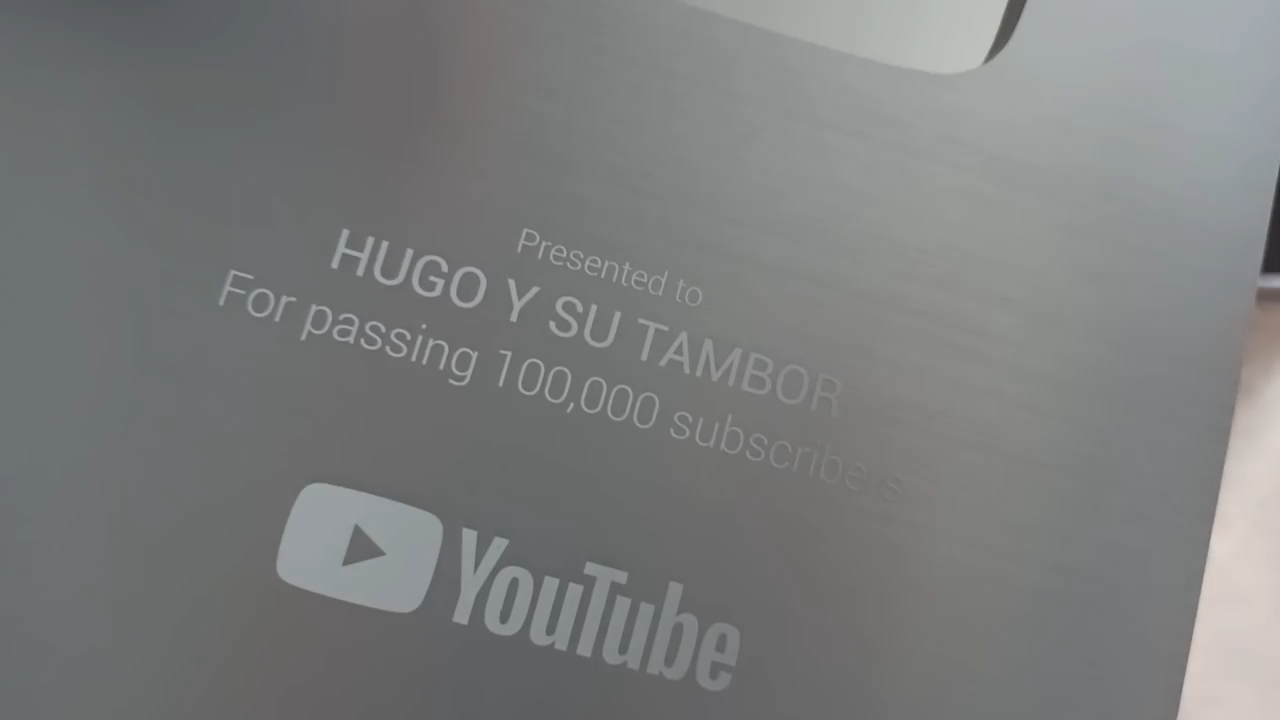 Presented to
HUGO Y SU TAMBOR
For passing 100,000 subscribers
YouTube